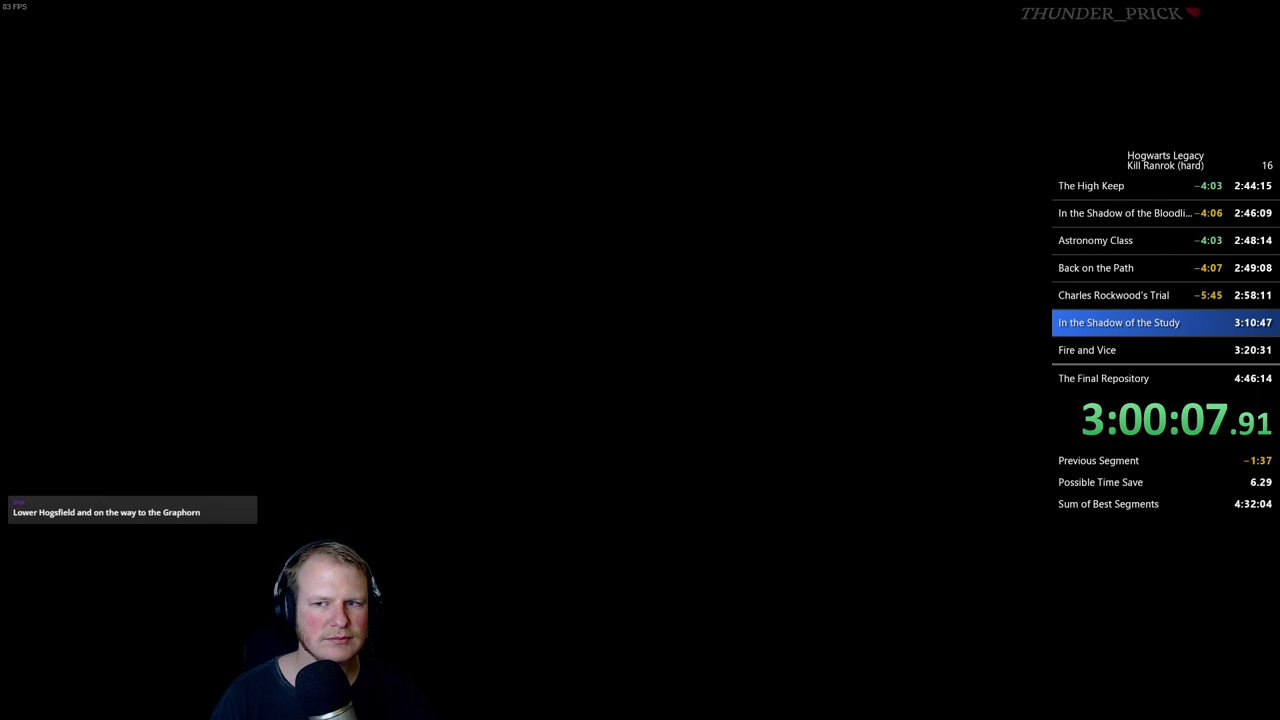 83 FPS
THUNDER_PRICK
Hogwarts Legacy
Kill Ranrok (hard) 16
The High Keep -4:03 2:44:15
In the Shadow of the Bloodli... -4:06 2:46:09
Astronomy Class -4:03 2:48:14
Back on the Path -4:07 2:49:08
Charles Rockwood's Trial -5:45 2:58:11
In the Shadow of the Study 3:10:47
Fire and Vice 3:20:31
The Final Repository 4:46:14
3:00:07.91
Previous Segment -1:37
Possible Time Save 6.29
Sum of Best Segments 4:32:04
Lower Hogsfield and on the way to the Graphorn